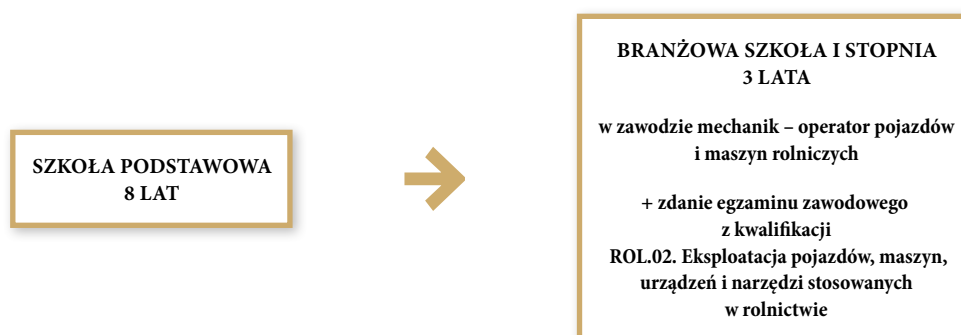 SZKOŁA PODSTAWOWA
8 LAT
BRANŻOWA SZKOŁA I STOPNIA
3 LATA
w zawodzie mechanik – operator pojazdów
i maszyn rolniczych
+ zdanie egzaminu zawodowego
z kwalifikacji
ROL.02. Eksploatacja pojazdów, maszyn,
urządzeń i narzędzi stosowanych
w rolnictwie